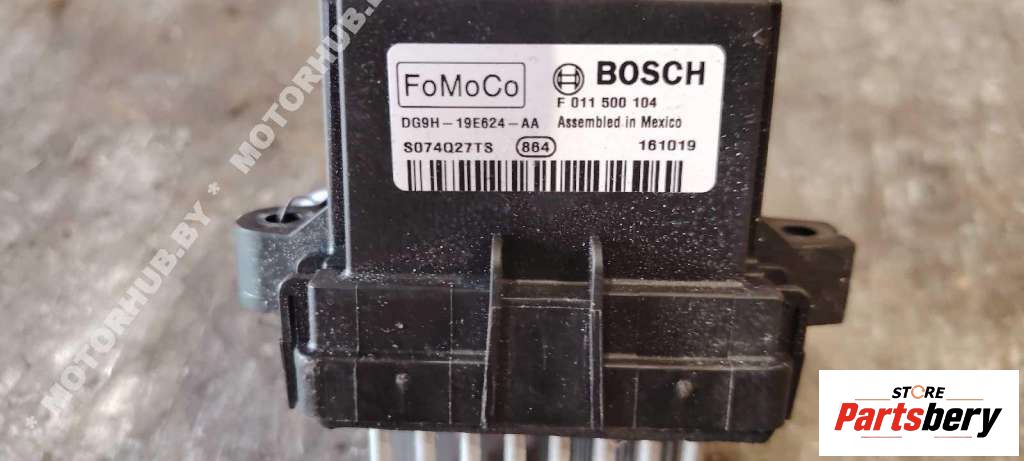 * MOTORHUB.BY * MOTORHUB.BY *
FoMoCo
BOSCH
F 011 500 104
DG9H-19E624-AA
Assembled in Mexico
S074Q27TS
864
161019
STORE
Partsbery